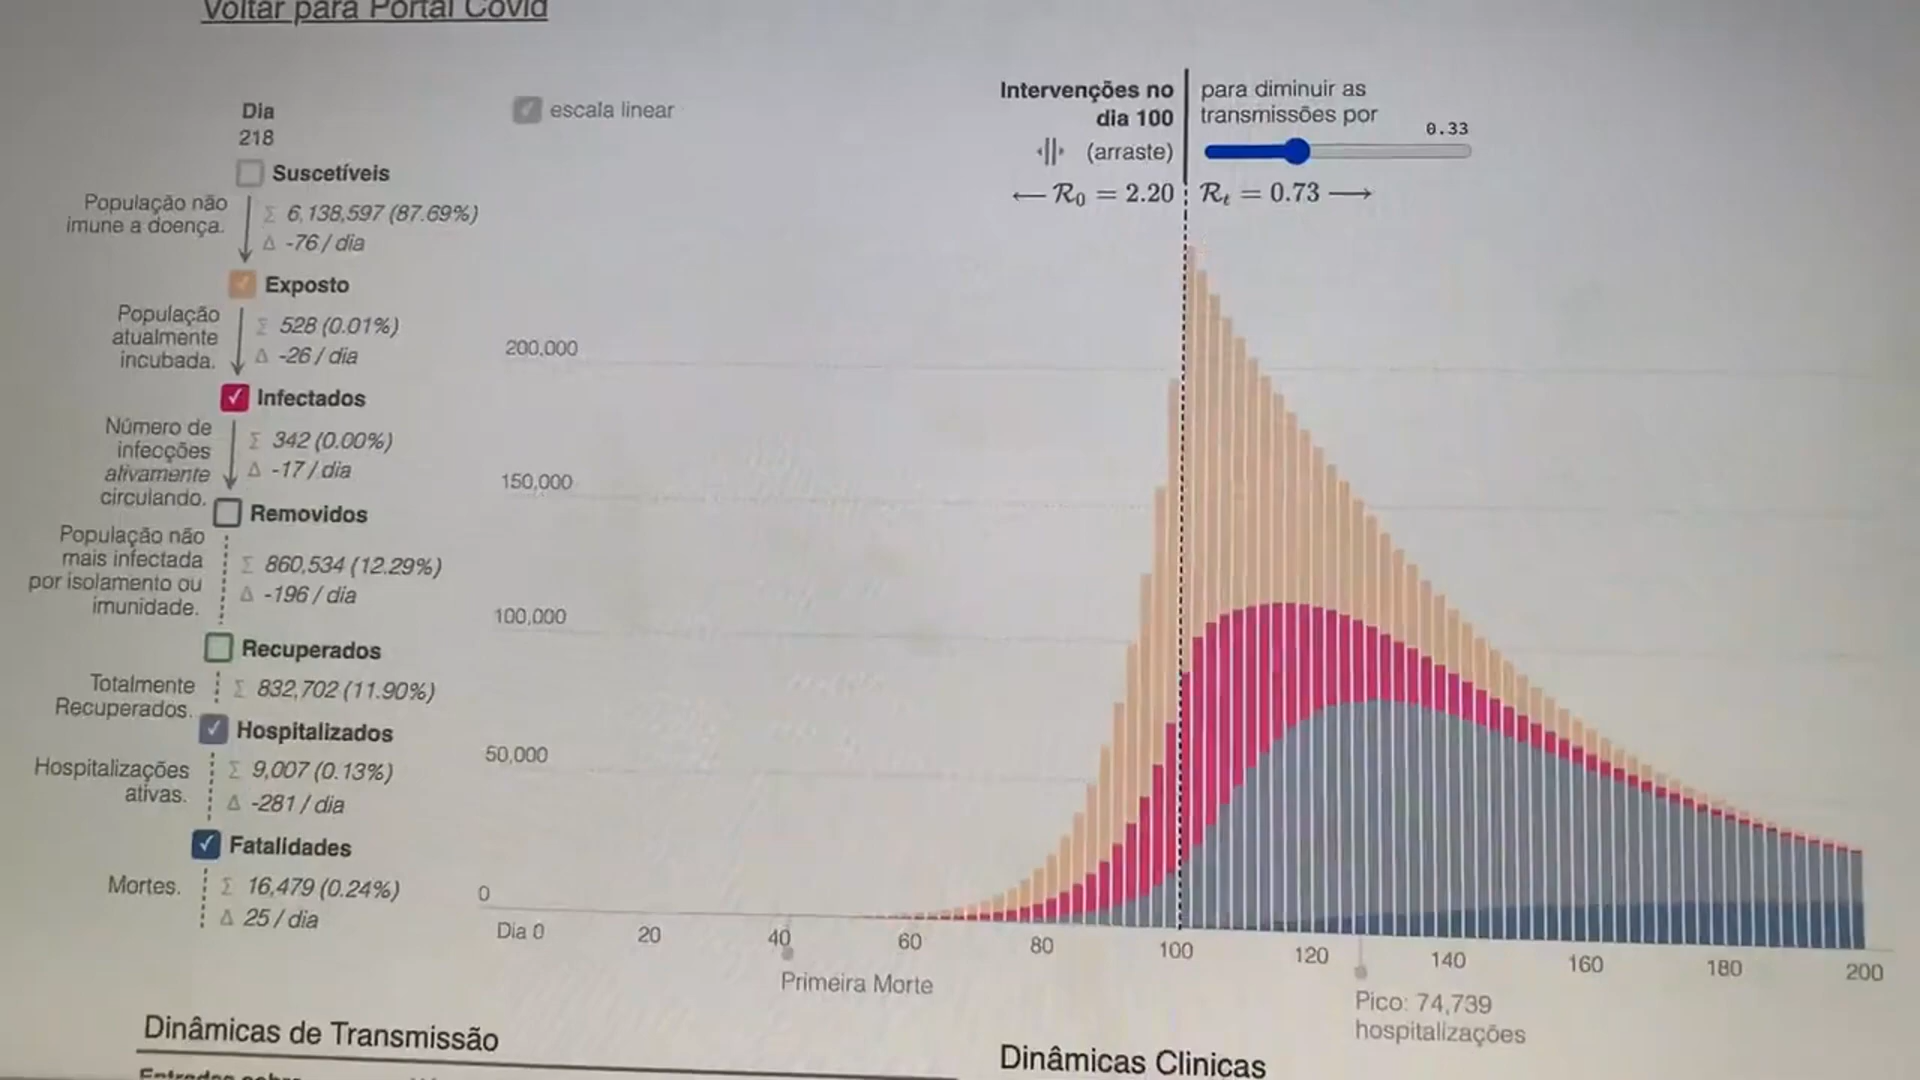 Voltar para Portal Covid
Dia
218
escala linear
Intervenções no
dia 100
(arraste)
para diminuir as
transmissões por
0.33
← R₀ = 2.20
Rₜ = 0.73 →
Suscetíveis
População não
imune a doença.
Σ 6,138,597 (87.69%)
Δ -76 / dia
Exposto
População
atualmente
incubada.
Σ 528 (0.01%)
Δ -26 / dia
Infectados
Número de
infecções
ativamente
circulando.
Σ 342 (0.00%)
Δ -17 / dia
Removidos
População não
mais infectada
por isolamento ou
imunidade.
Σ 860,534 (12.29%)
Δ -196 / dia
Recuperados
Totalmente
Recuperados.
Σ 832,702 (11.90%)
Hospitalizados
Hospitalizações
ativas.
Σ 9,007 (0.13%)
Δ -281 / dia
Fatalidades
Mortes.
Σ 16,479 (0.24%)
Δ 25 / dia
200,000
150,000
100,000
50,000
0
Dia 0 20 40 60 80 100 120 140 160 180 200
Primeira Morte
Pico: 74,739
hospitalizações
Dinâmicas de Transmissão
Dinâmicas Clinicas